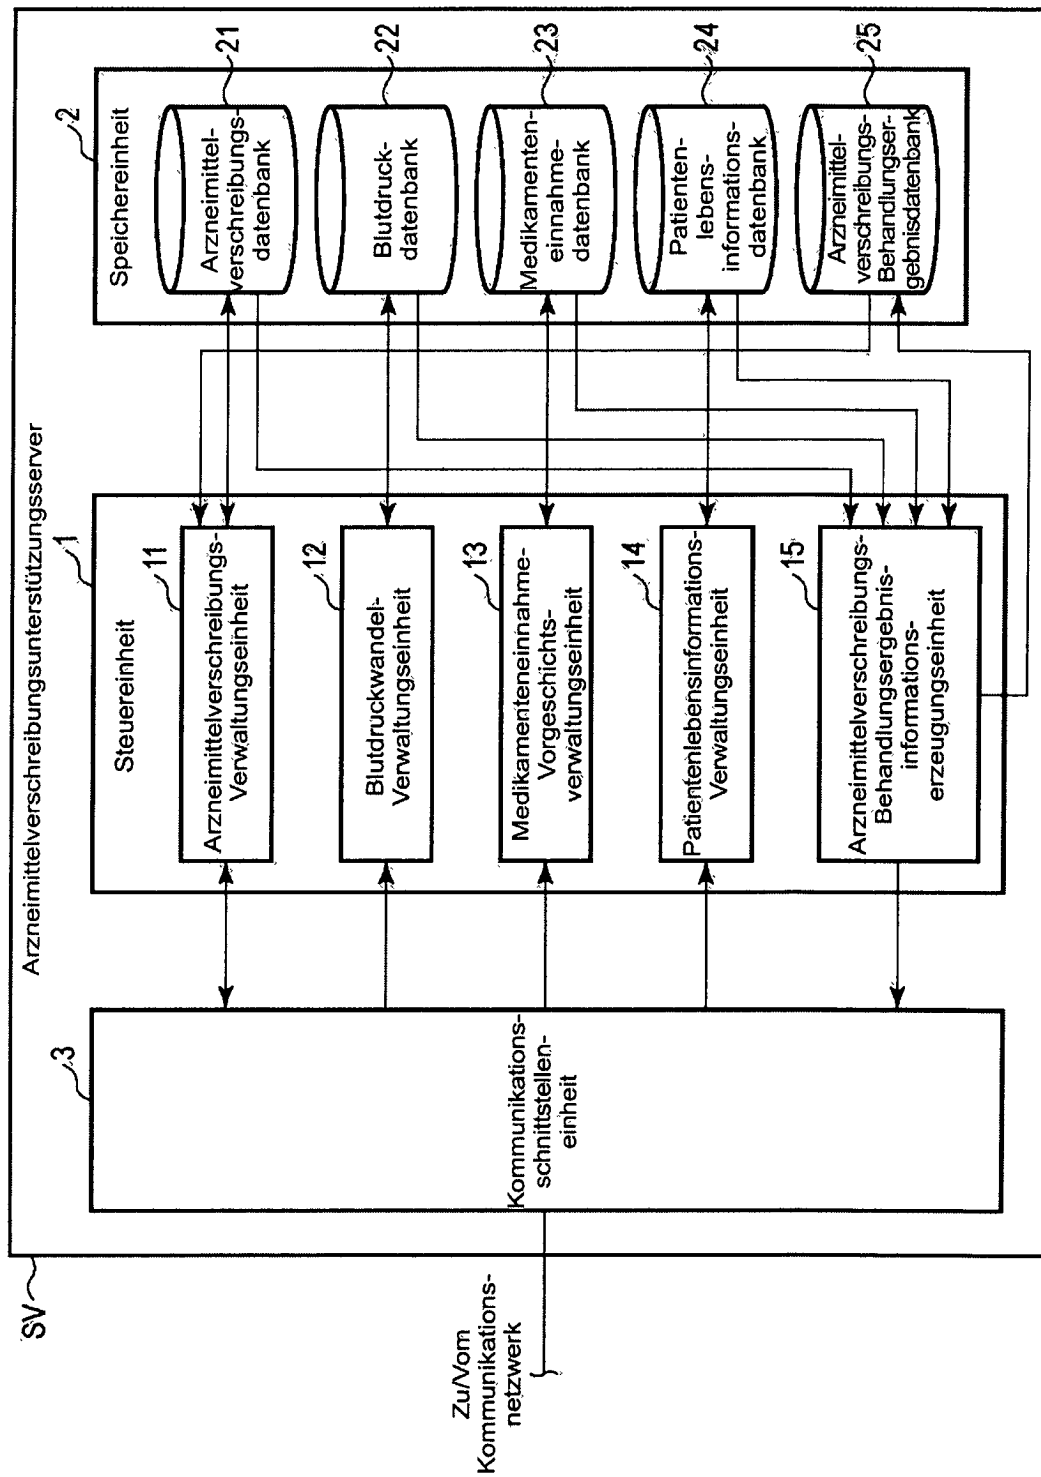 Arzneimittelverschreibungsunterstützungsserver
SV
Zu/Vom
Kommunikations-
netzwerk
3
Kommunikations-
schnittstellen-
einheit
1
Steuereinheit
11
Arzneimittelverschreibungs-
Verwaltungseinheit
12
Blutdruckwandel-
Verwaltungseinheit
13
Medikamenteneinnahme-
Vorgeschichts-
verwaltungseinheit
14
Patientenlebensinformations-
Verwaltungseinheit
15
Arzneimittelverschreibungs-
Behandlungsergebnis-
informations-
erzeugungseinheit
2
Speichereinheit
21
Arzneimittel-
verschreibungs-
datenbank
22
Blutdruck-
datenbank
23
Medikamenten-
einnahme-
datenbank
24
Patienten-
lebens-
informations-
datenbank
25
Arzneimittel-
verschreibungs-
Behandlungser-
gebnisdatenbank